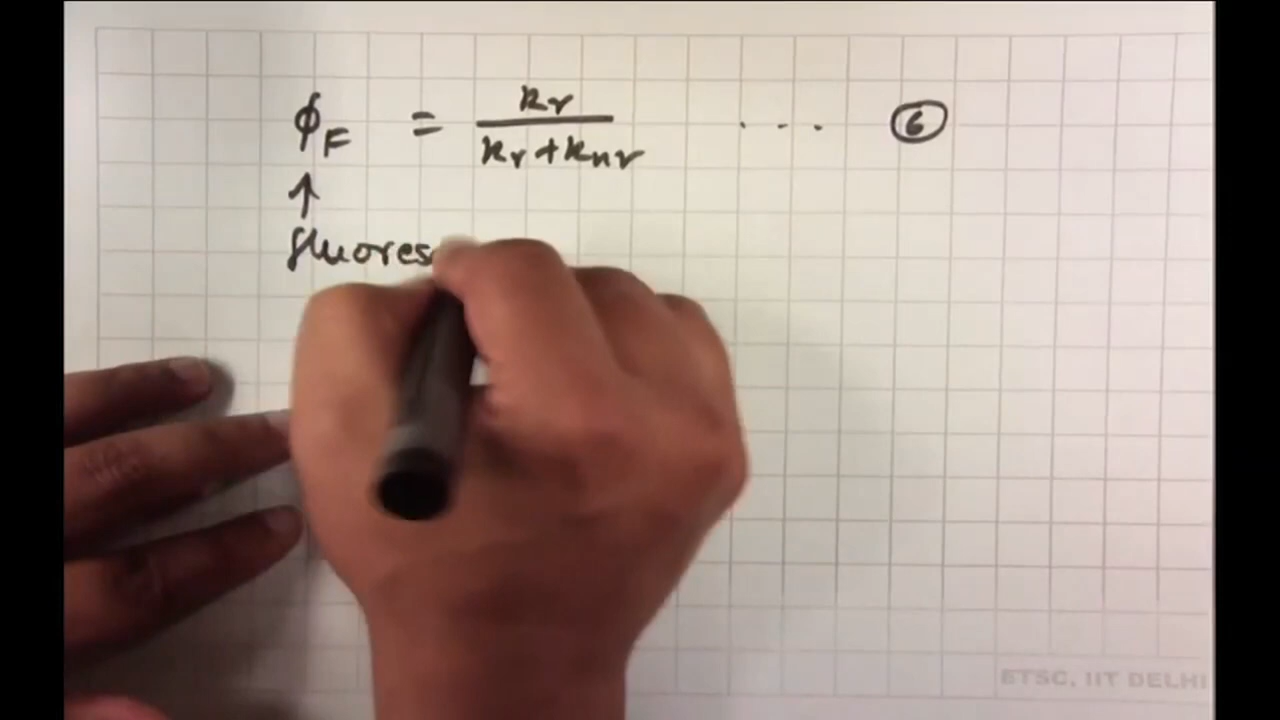 ϕF = kr / kr + knr ... 6
↑
fluores
ETSC, IIT DELHI